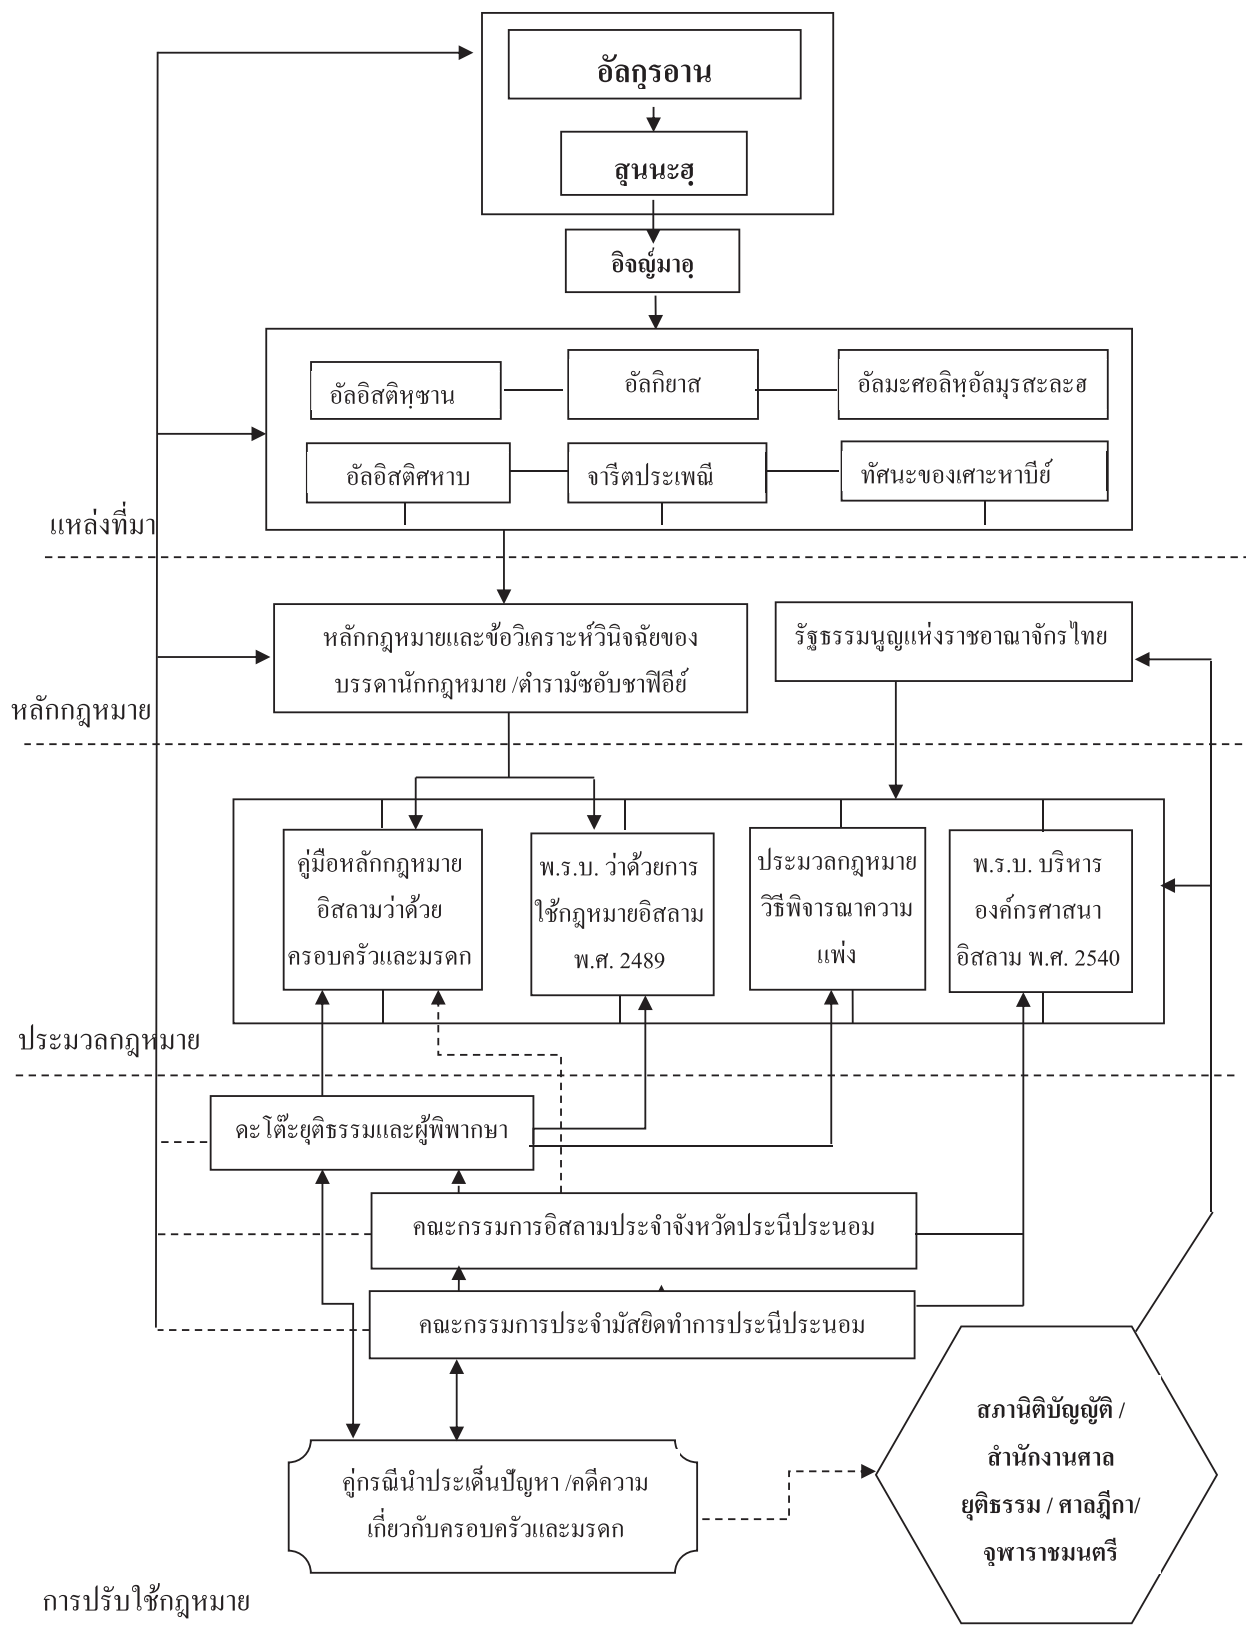 อัลกุรอาน
สุนนะฮฺ
อิจญ์มาอฺ
อัลอิสติหฺซาน
อัลกิยาส
อัลมะศอลิหฺอัลมุรสะละฮ
อัลอิสติศหาบ
จารีตประเพณี
ทัศนะของเศาะหาบีย์
แหล่งที่มา
หลักกฎหมายและข้อวิเคราะห์วินิจฉัยของ
บรรดานักกฎหมาย /ตำรามัซอับชาฟิอีย์
รัฐธรรมนูญแห่งราชอาณาจักรไทย
หลักกฎหมาย
คู่มือหลักกฎหมาย
อิสลามว่าด้วย
ครอบครัวและมรดก
พ.ร.บ. ว่าด้วยการ
ใช้กฎหมายอิสลาม
พ.ศ. 2489
ประมวลกฎหมาย
วิธีพิจารณาความ
แพ่ง
พ.ร.บ. บริหาร
องค์กรศาสนา
อิสลาม พ.ศ. 2540
ประมวลกฎหมาย
ดะโต๊ะยุติธรรมและผู้พิพากษา
คณะกรรมการอิสลามประจำจังหวัดประนีประนอม
คณะกรรมการประจำมัสยิดทำการประนีประนอม
คู่กรณีนำประเด็นปัญหา /คดีความ
เกี่ยวกับครอบครัวและมรดก
สภานิติบัญญัติ /
สำนักงานศาล
ยุติธรรม / ศาลฎีกา/
จุฬาราชมนตรี
การปรับใช้กฎหมาย